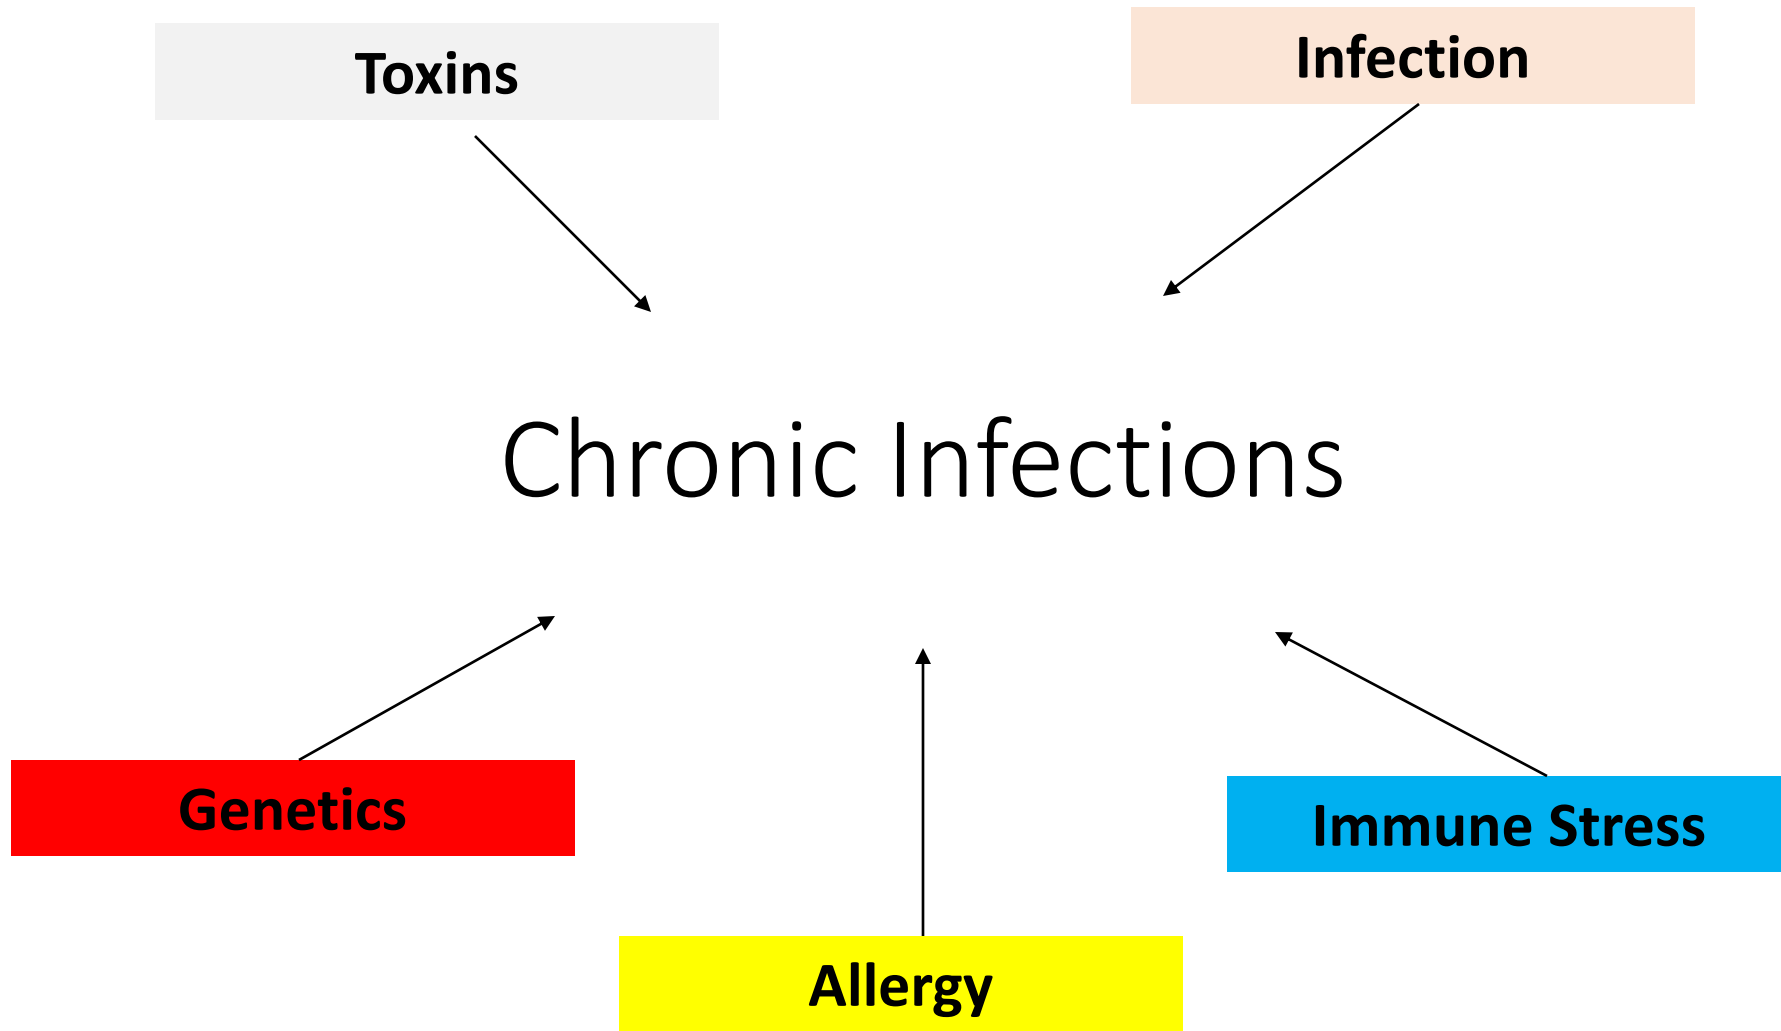 Toxins
Infection
Chronic Infections
Genetics
Immune Stress
Allergy